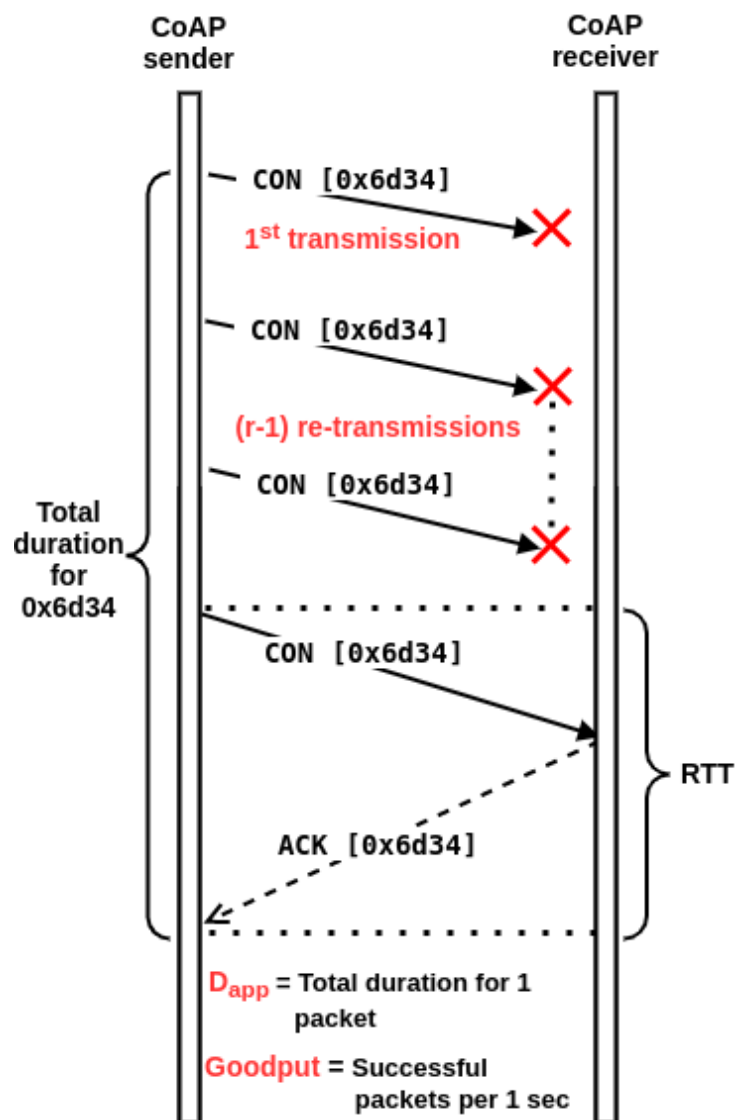 CoAP
sender
CoAP
receiver
CON [0x6d34]
1st transmission
CON [0x6d34]
(r-1) re-transmissions
CON [0x6d34]
Total
duration
for
0x6d34
CON [0x6d34]
RTT
ACK [0x6d34]
Dapp = Total duration for 1
packet
Goodput = Successful
packets per 1 sec